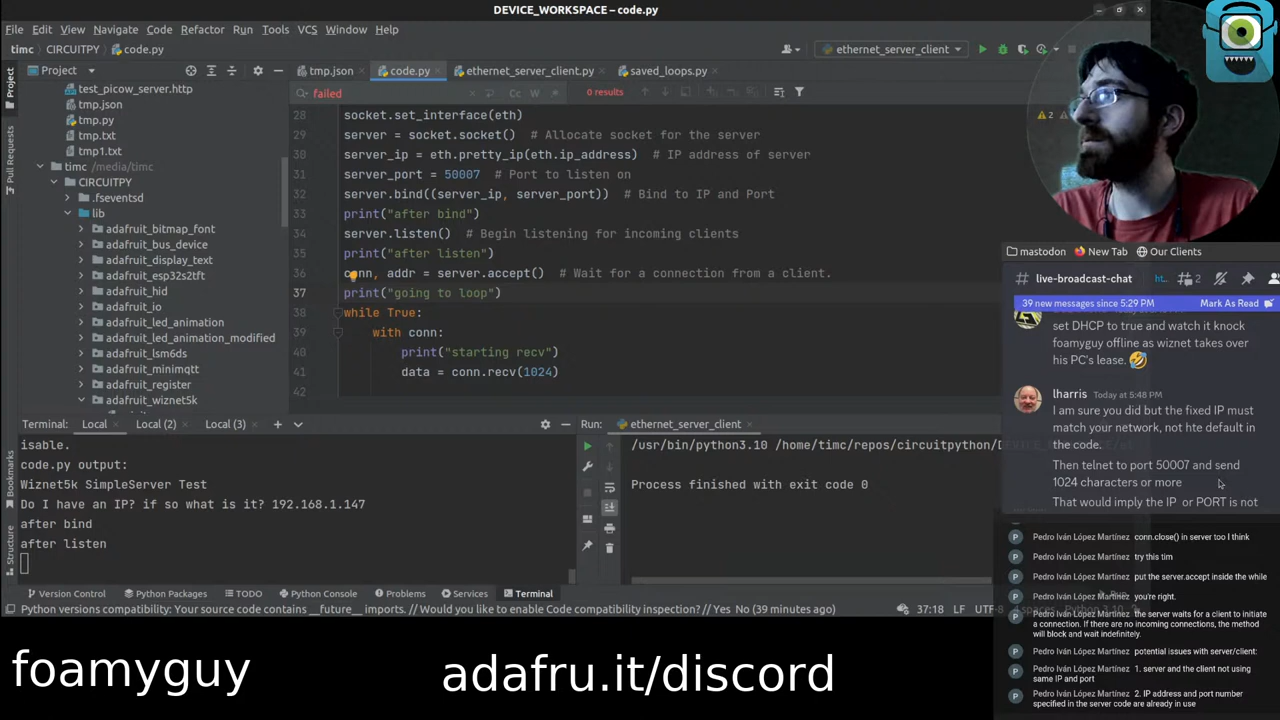 DEVICE_WORKSPACE – code.py
File Edit View Navigate Code Refactor Run Tools VCS Window Help
timc CIRCUITPY code.py
ethernet_server_client
Project
tmp.json code.py ethernet_server_client.py saved_loops.py
failed
Cc W .* 0 results
2
Project
Pull Requests
Bookmarks
Structure
test_picow_server.http
tmp.json
tmp.py
tmp.txt
tmp1.txt
timc /media/timc
CIRCUITPY
.fseventsd
lib
adafruit_bitmap_font
adafruit_bus_device
adafruit_display_text
adafruit_esp32s2tft
adafruit_hid
adafruit_io
adafruit_led_animation
adafruit_led_animation_modified
adafruit_lsm6ds
adafruit_minimqtt
adafruit_register
adafruit_wiznet5k
28 socket.set_interface(eth)
29 server = socket.socket() # Allocate socket for the server
30 server_ip = eth.pretty_ip(eth.ip_address) # IP address of server
31 server_port = 50007 # Port to listen on
32 server.bind((server_ip, server_port)) # Bind to IP and Port
33 print("after bind")
34 server.listen() # Begin listening for incoming clients
35 print("after listen")
36 conn, addr = server.accept() # Wait for a connection from a client.
37 print("going to loop")
38 while True:
39 with conn:
40 print("starting recv")
41 data = conn.recv(1024)
42
Terminal: Local Local (2) Local (3)
isable.
code.py output:
Wiznet5k SimpleServer Test
Do I have an IP? if so what is it? 192.168.1.147
after bind
after listen
Run: ethernet_server_client
/usr/bin/python3.10 /home/timc/repos/circuitpython/DEVICE_WORKSPACE/
Process finished with exit code 0
Version Control Python Packages TODO Python Console Problems Services Terminal
Python versions compatibility: Your source code contains __future__ imports. // Would you like to enable Code compatibility inspection? // Yes No (39 minutes ago)
37:18 LF UTF-8
mastodon New Tab Our Clients
# live-broadcast-chat ht... 2
39 new messages since 5:29 PM Mark As Read
set DHCP to true and watch it knock
foamyguy offline as wiznet takes over
his PC's lease. 🤣
lharris Today at 5:48 PM
I am sure you did but the fixed IP must
match your network, not hte default in
the code.
Then telnet to port 50007 and send
1024 characters or more
That would imply the IP or PORT is not
P Pedro Iván López Martínez conn.close() in server too I think
P Pedro Iván López Martínez try this tim
P Pedro Iván López Martínez put the server.accept inside the while
P Pedro Iván López Martínez you're right.
P Pedro Iván López Martínez the server waits for a client to initiate
a connection. If there are no incoming connections, the method
will block and wait indefinitely.
P Pedro Iván López Martínez potential issues with server/client:
P Pedro Iván López Martínez 1. server and the client not using
same IP and port
P Pedro Iván López Martínez 2. IP address and port number
specified in the server code are already in use
foamyguy
adafru.it/discord